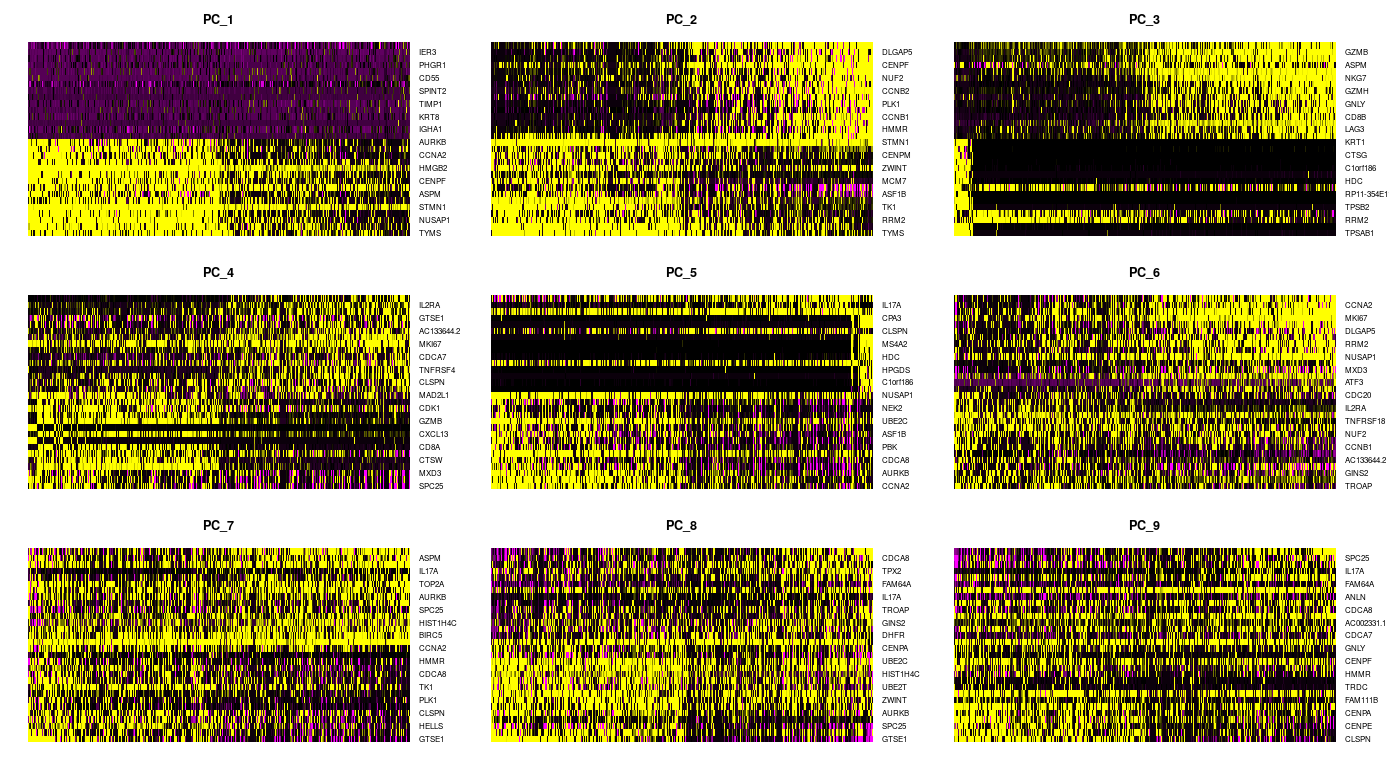 PC_1
IER3
PHGR1
CD55
SPINT2
TIMP1
KRT8
IGHA1
AURKB
CCNA2
HMGB2
CENPF
ASPM
STMN1
NUSAP1
TYMS
PC_2
DLGAP5
CENPF
NUF2
CCNB2
PLK1
CCNB1
HMMR
STMN1
CENPM
ZWINT
MCM7
ASF1B
TK1
RRM2
TYMS
PC_3
GZMB
ASPM
NKG7
GZMH
GNLY
CD8B
LAG3
KRT1
CTSG
C1orf186
HDC
RP11-354E1
TPSB2
RRM2
TPSAB1
PC_4
IL2RA
GTSE1
AC133644.2
MKI67
CDCA7
TNFRSF4
CLSPN
MAD2L1
CDK1
GZMB
CXCL13
CD8A
CTSW
MXD3
SPC25
PC_5
IL17A
CPA3
CLSPN
MS4A2
HDC
HPGDS
C1orf186
NUSAP1
NEK2
UBE2C
ASF1B
PBK
CDCA8
AURKB
CCNA2
PC_6
CCNA2
MKI67
DLGAP5
RRM2
NUSAP1
MXD3
ATF3
CDC20
IL2RA
TNFRSF18
NUF2
CCNB1
AC133644.2
GINS2
TROAP
PC_7
ASPM
IL17A
TOP2A
AURKB
SPC25
HIST1H4C
BIRC5
CCNA2
HMMR
CDCA8
TK1
PLK1
CLSPN
HELLS
GTSE1
PC_8
CDCA8
TPX2
FAM64A
IL17A
TROAP
GINS2
DHFR
CENPA
UBE2C
HIST1H4C
UBE2T
ZWINT
AURKB
SPC25
GTSE1
PC_9
SPC25
IL17A
FAM64A
ANLN
CDCA8
AC002331.1
CDCA7
GNLY
CENPF
HMMR
TRDC
FAM111B
CENPA
CENPE
CLSPN